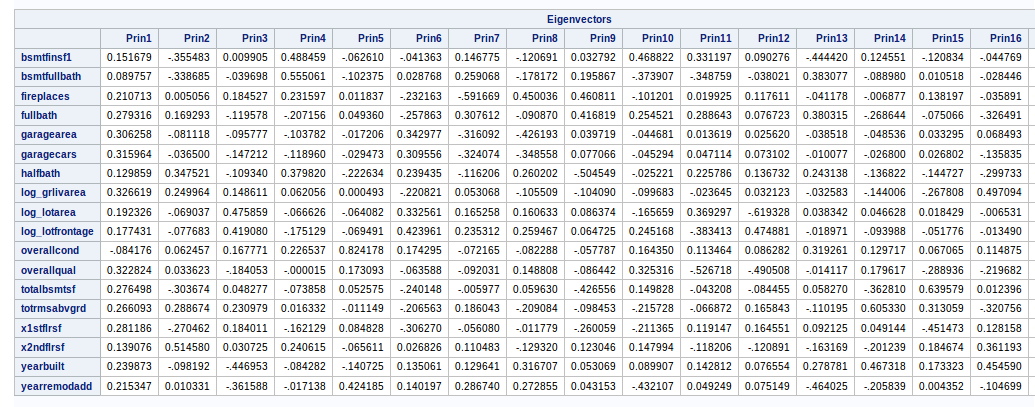 Eigenvectors
Prin1 Prin2 Prin3 Prin4 Prin5 Prin6 Prin7 Prin8 Prin9 Prin10 Prin11 Prin12 Prin13 Prin14 Prin15 Prin16
bsmtfinsf1 0.151679 -.355483 0.009905 0.488459 -.062610 -.041363 0.146775 -.120691 0.032792 0.468822 0.331197 0.090276 -.444420 0.124551 -.120834 -.044769
bsmtfullbath 0.089757 -.338685 -.039698 0.555061 -.102375 0.028768 0.259068 -.178172 0.195867 -.373907 -.348759 -.038021 0.383077 -.088980 0.010518 -.028446
fireplaces 0.210713 0.005056 0.184527 0.231597 0.011837 -.232163 -.591669 0.450036 0.460811 -.101201 0.019925 0.117611 -.041178 -.006877 0.138197 -.035891
fullbath 0.279316 0.169293 -.119578 -.207156 0.049360 -.257863 0.307612 -.090870 0.416819 0.254521 0.288643 0.076723 0.380315 -.268644 -.075066 -.326491
garagearea 0.306258 -.081118 -.095777 -.103782 -.017206 0.342977 -.316092 -.426193 0.039719 -.044681 0.013619 0.025620 -.038518 -.048536 0.033295 0.068493
garagecars 0.315964 -.036500 -.147212 -.118960 -.029473 0.309556 -.324074 -.348558 0.077066 -.045294 0.047114 0.073102 -.010077 -.026800 0.026802 -.135835
halfbath 0.129859 0.347521 -.109340 0.379820 -.222634 0.239435 -.116206 0.260202 -.504549 -.025021 0.225786 0.136732 0.243138 -.136822 -.144727 -.299733
log_grlivarea 0.326619 0.249964 0.148611 0.062056 0.000493 -.220821 0.053068 -.105509 -.104090 -.099683 -.023645 0.032123 -.032583 -.144006 -.267808 0.497094
log_lotarea 0.192326 -.069037 0.475859 -.066626 -.064082 0.332561 0.165258 0.160633 0.086374 -.165659 0.369297 -.619328 0.038342 0.046628 0.018429 -.006531
log_lotfrontage 0.177431 -.077683 0.419080 -.175129 -.069491 0.423961 0.235312 0.259467 0.064725 0.245168 -.383413 0.474881 -.018971 -.093988 -.051776 -.013490
overallcond -.084176 0.062457 0.167771 0.226537 0.824178 0.174295 -.072165 -.082288 -.057787 0.164350 0.113464 0.086282 0.319261 0.129717 0.067065 0.114875
overallqual 0.322824 0.033623 -.184053 -.000015 0.173093 -.063588 -.092031 0.148808 -.086442 0.325316 -.526718 -.490508 -.014117 0.179617 -.288936 -.219682
totalbsmtsf 0.276498 -.303674 0.048277 -.073858 0.052575 -.240148 -.005977 0.059630 -.426556 0.149828 -.043208 -.084455 0.058270 -.362810 0.639579 0.012396
totrmsabvgrd 0.266093 0.288674 0.230979 0.016332 -.011149 -.206563 0.186043 -.209084 -.098453 -.215728 -.066872 0.165843 -.110195 0.605330 0.313059 -.320756
x1stflrsf 0.281186 -.270462 0.184011 -.162129 0.084828 -.306270 -.056080 -.011779 -.260059 -.211365 0.119147 0.164551 0.092125 0.049144 -.451473 0.128158
x2ndflrsf 0.139076 0.514580 0.030725 0.240615 -.065611 0.026826 0.110483 -.129320 0.123046 0.147994 -.118206 -.120891 -.163169 -.201239 0.184674 0.361193
yearbuilt 0.239873 -.098192 -.446953 -.084282 -.140725 0.135061 0.129641 0.316707 0.053069 0.089907 0.142812 0.076554 0.278781 0.467318 0.173323 0.454590
yearremodadd 0.215347 0.010331 -.361588 -.017138 0.424185 0.140197 0.286740 0.272855 0.043153 -.432107 0.049249 0.075149 -.464025 -.205839 0.004352 -.104699